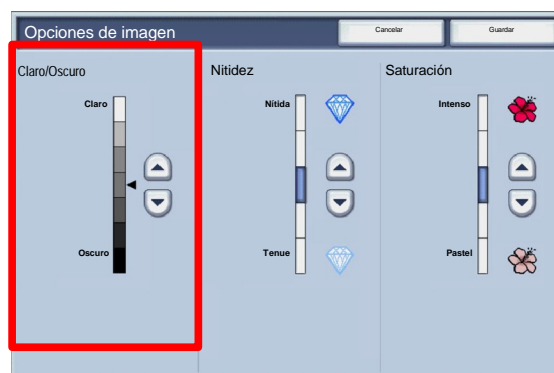 Opciones de imagen
Cancelar
Guardar
Claro/Oscuro
Claro
Oscuro
Nitidez
Nítida
Tenue
Saturación
Intenso
Pastel